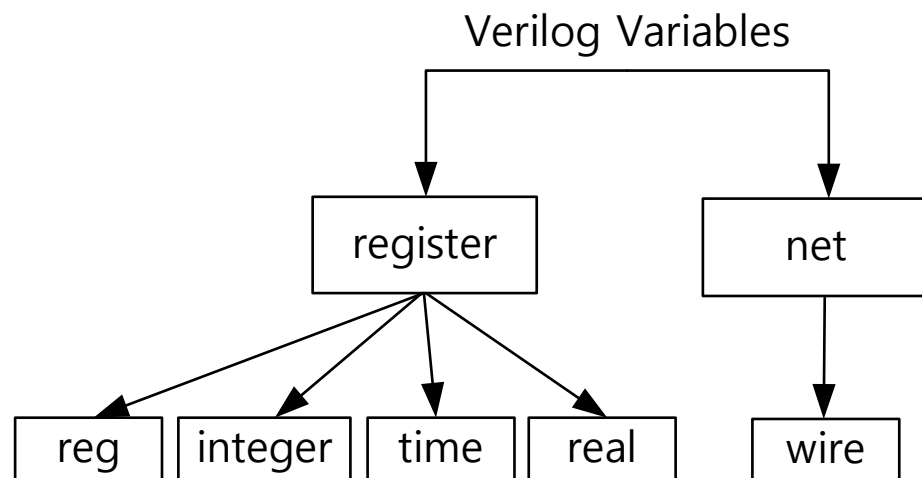 Verilog Variables
register
net
reg
integer
time
real
wire